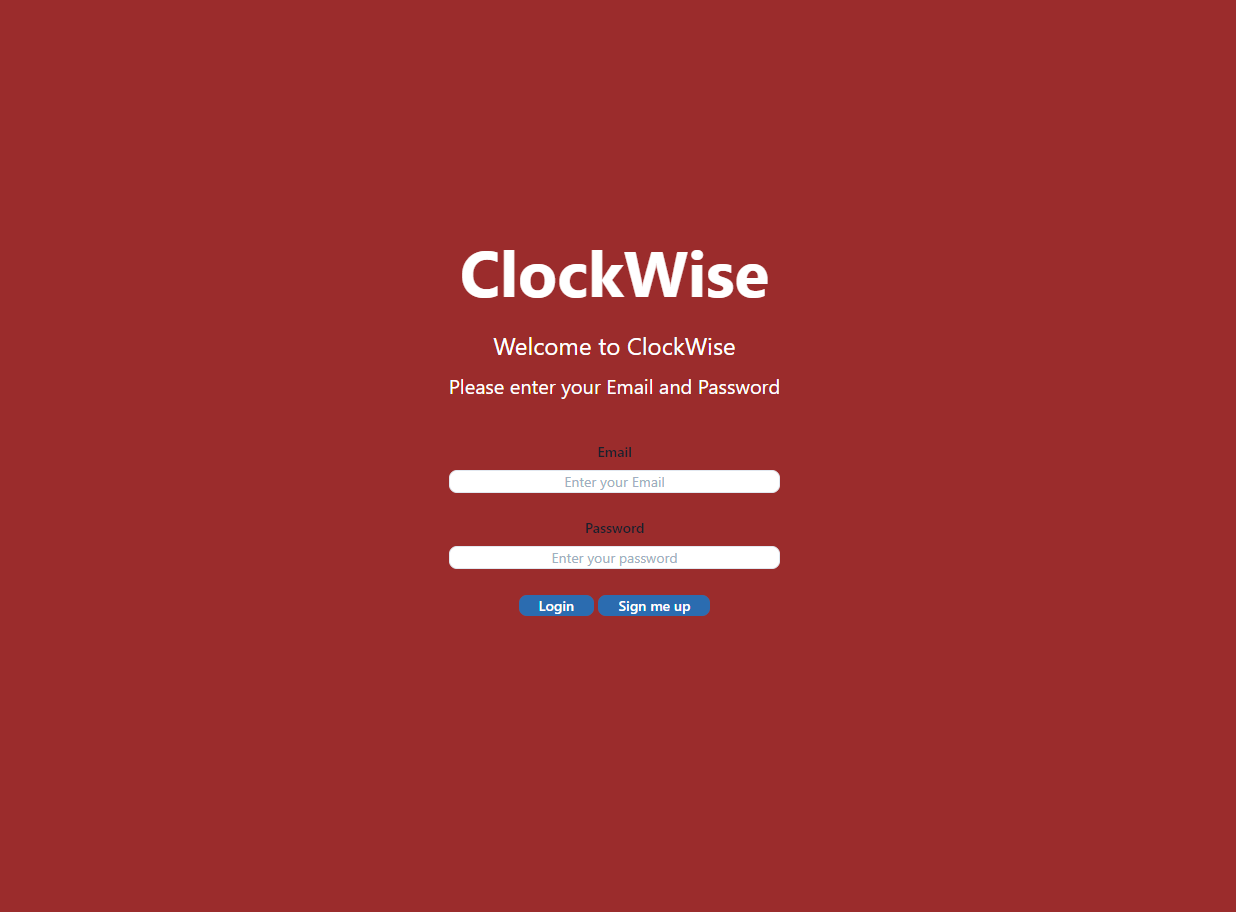 ClockWise
Welcome to ClockWise
Please enter your Email and Password
Email
Enter your Email
Password
Enter your password
Login Sign me up